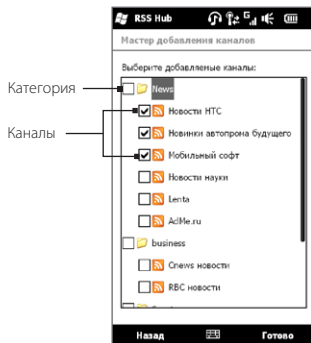 RSS Hub
Мастер добавления каналов
Выберите добавляемые каналы:
Категория
News
Каналы
Новости HTC
Новинки автопрома будущего
Мобильный софт
Новости науки
Lenta
AdMe.ru
business
Cnews новости
RBC новости
Назад
Готово